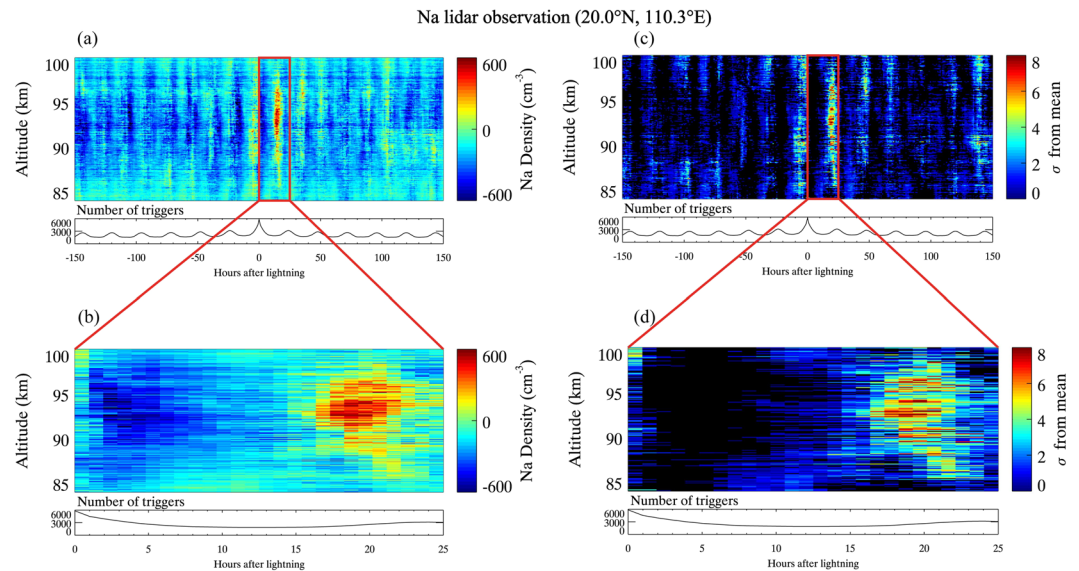 Na lidar observation (20.0°N, 110.3°E)
(a)
100
95
90
85
Altitude (km)
600
0
-600
Na Density (cm⁻³)
Number of triggers
6000
3000
0
-150 -100 -50 0 50 100 150
Hours after lightning
(c)
100
95
90
85
Altitude (km)
8
6
4
2
0
σ from mean
Number of triggers
6000
3000
0
-150 -100 -50 0 50 100 150
Hours after lightning
(b)
100
95
90
85
Altitude (km)
600
0
-600
Na Density (cm⁻³)
Number of triggers
6000
3000
0
0 5 10 15 20 25
Hours after lightning
(d)
100
95
90
85
Altitude (km)
8
6
4
2
0
σ from mean
Number of triggers
6000
3000
0
0 5 10 15 20 25
Hours after lightning